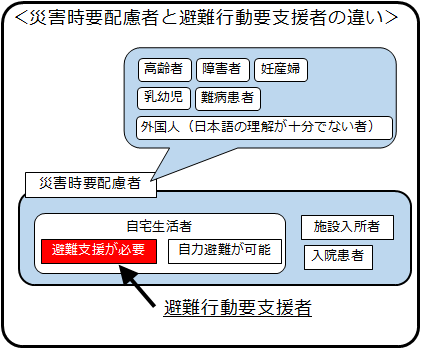 ＜災害時要配慮者と避難行動要支援者の違い＞
高齢者 障害者 妊産婦
乳幼児 難病患者
外国人（日本語の理解が十分でない者）
災害時要配慮者
自宅生活者
避難支援が必要 自力避難が可能
施設入所者
入院患者
避難行動要支援者